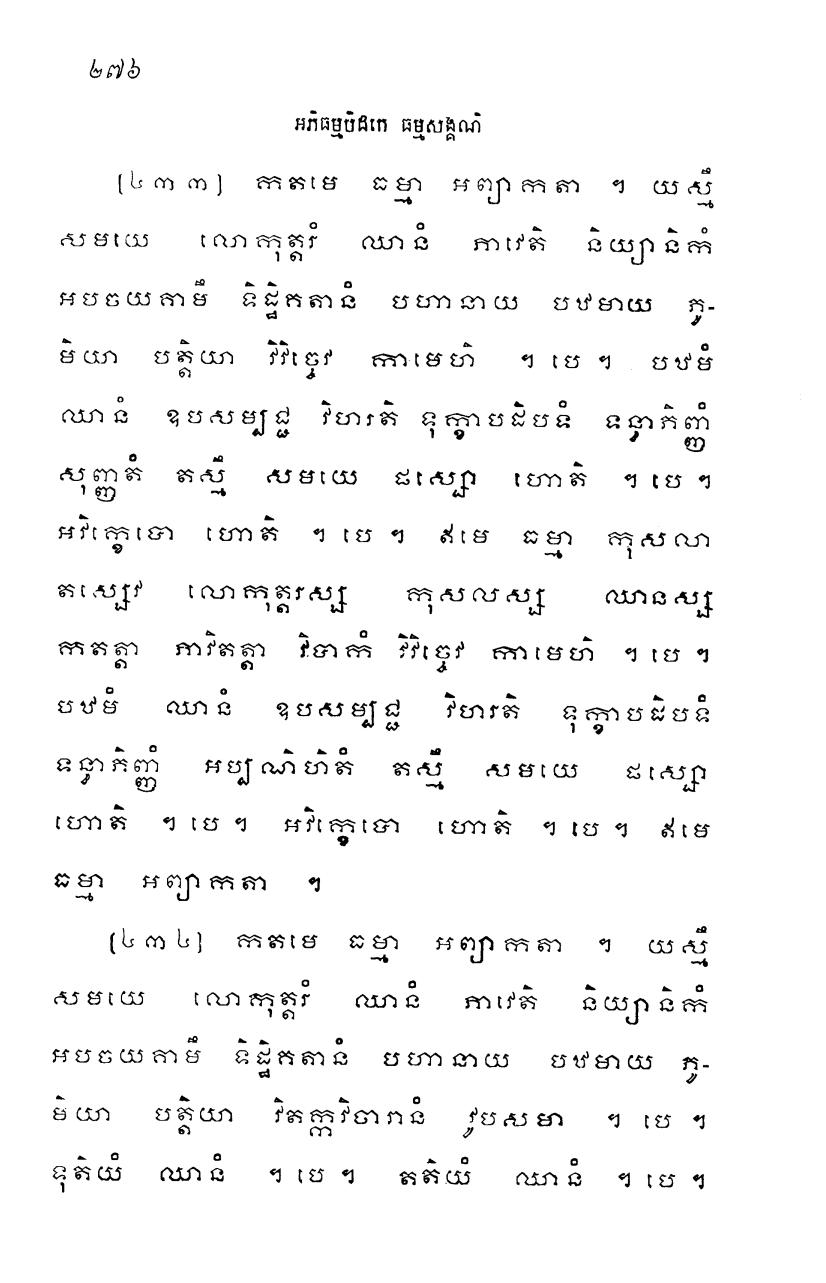 ២៧៦
អភិធម្មបិដកេ ធម្មសង្គណិ
[៤៣៣] កតមេ ធម្មា អព្យាកតា ។ យស្មឹ
សមយេ លោកុត្តរំ ឈានំ ភាវេតិ និយ្យានិកំ
អបចយគាមឹ ទិដ្ឋិគតានំ បហានាយ បឋមាយ ភូ-
មិយា បត្តិយា វិវិច្ចេវ កាមេហិ ។ បេ ។ បឋមំ
ឈានំ ឧបសម្បជ្ជ វិហរតិ ទុក្ខាបដិបទំ ទន្ធាភិញ្ញំ
សុញ្ញតំ តស្មឹ សមយេ ផស្សោ ហោតិ ។ បេ ។
អវិក្ខេបោ ហោតិ ។ បេ ។ ឥមេ ធម្មា កុសលា
តស្សេវ លោកុត្តរស្ស កុសលស្ស ឈានស្ស
កតត្តា ភាវិតត្តា វិបាកំ វិវិច្ចេវ កាមេហិ ។ បេ ។
បឋមំ ឈានំ ឧបសម្បជ្ជ វិហរតិ ទុក្ខាបដិបទំ
ទន្ធាភិញ្ញំ អប្បណិហិតំ តស្មឹ សមយេ ផស្សោ
ហោតិ ។ បេ ។ អវិក្ខេបោ ហោតិ ។ បេ ។ ឥមេ
ធម្មា អព្យាកតា ។
[៤៣៤] កតមេ ធម្មា អព្យាកតា ។ យស្មឹ
សមយេ លោកុត្តរំ ឈានំ ភាវេតិ និយ្យានិកំ
អបចយគាមឹ ទិដ្ឋិគតានំ បហានាយ បឋមាយ ភូ-
មិយា បត្តិយា វិតក្កវិចារានំ វូបសមា ។ បេ ។
ទុតិយំ ឈានំ ។ បេ ។ តតិយំ ឈានំ ។ បេ ។